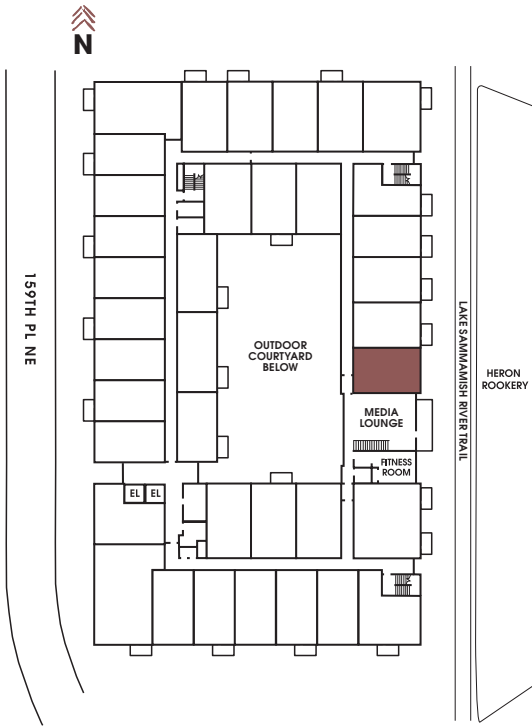 N
159TH PL NE
OUTDOOR
COURTYARD
BELOW
MEDIA
LOUNGE
FITNESS
ROOM
EL
EL
LAKE SAMMAMISH RIVER TRAIL
HERON
ROOKERY